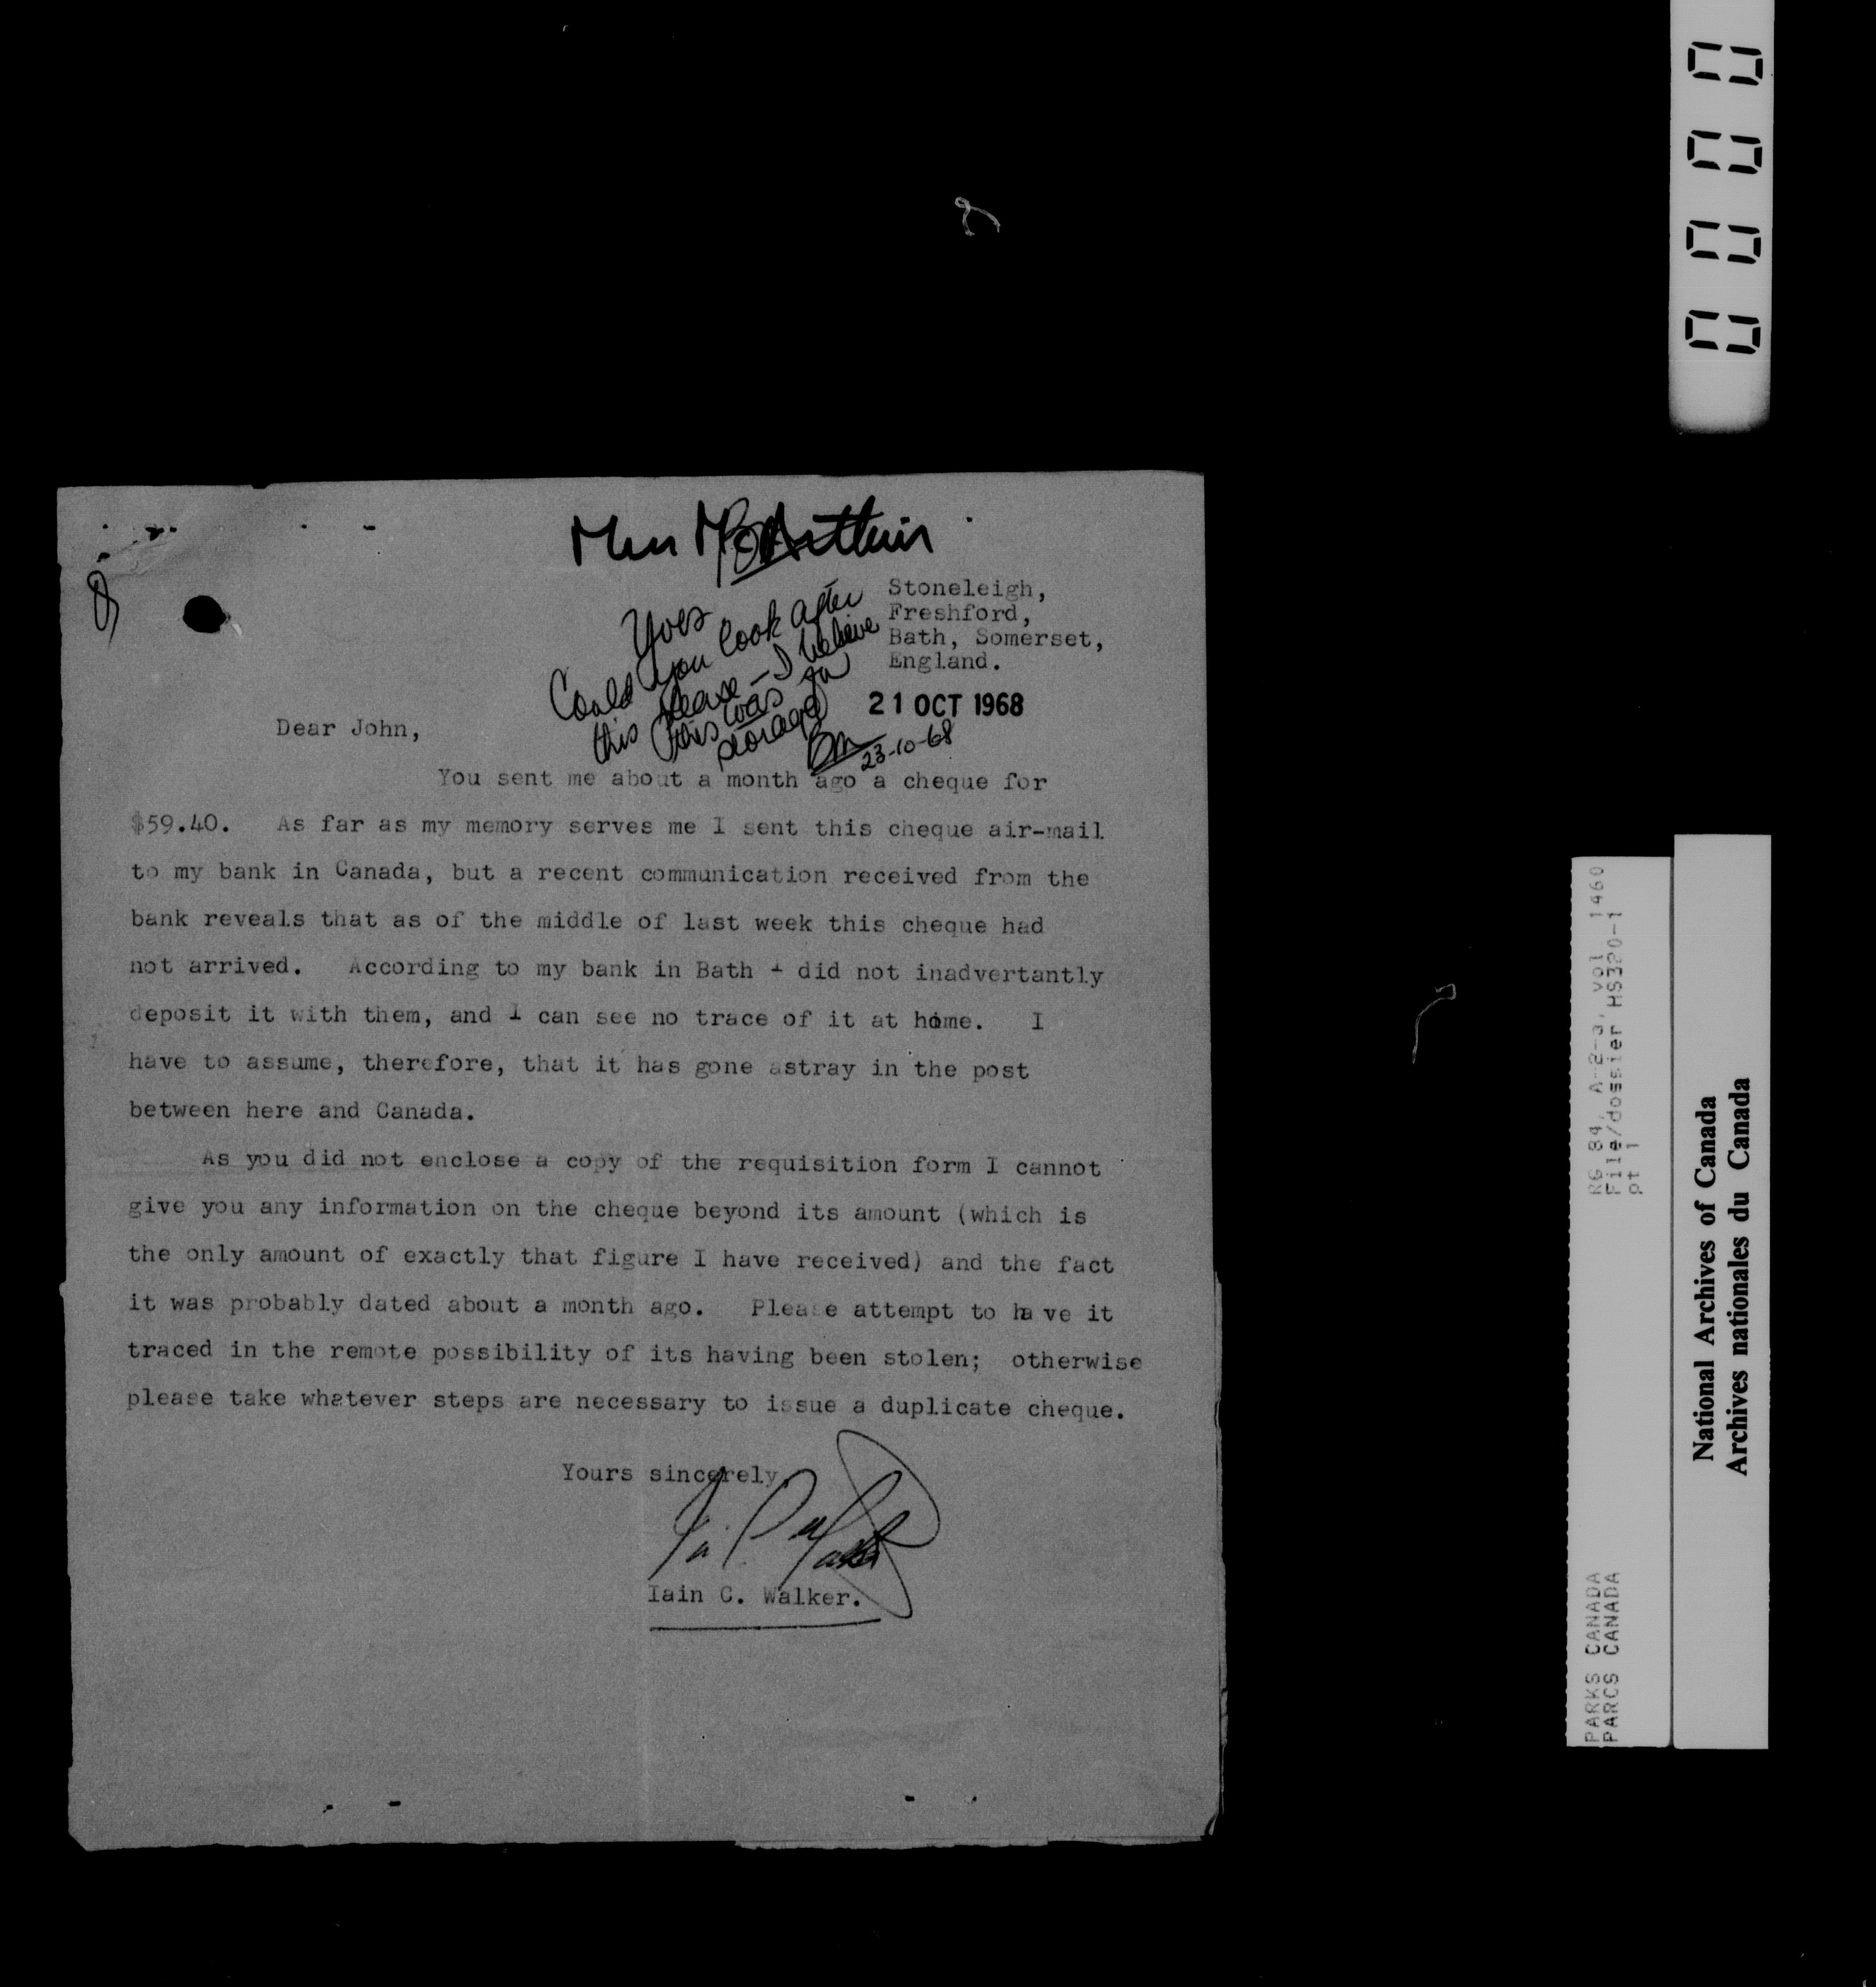 McArthur
Yves
Could you look after
this please - I believe
this was for
storage
23-10-68
Stoneleigh,
Freshford,
Bath, Somerset,
England.
21 OCT 1968
Dear John,
You sent me about a month ago a cheque for
$59.40. As far as my memory serves me I sent this cheque air-mail
to my bank in Canada, but a recent communication received from the
bank reveals that as of the middle of last week this cheque had
not arrived. According to my bank in Bath I did not inadvertantly
deposit it with them, and I can see no trace of it at home. I
have to assume, therefore, that it has gone astray in the post
between here and Canada.
As you did not enclose a copy of the requisition form I cannot
give you any information on the cheque beyond its amount (which is
the only amount of exactly that figure I have received) and the fact
it was probably dated about a month ago. Please attempt to ha ve it
traced in the remote possibility of its having been stolen; otherwise
please take whatever steps are necessary to issue a duplicate cheque.
Yours sincerely,
Iain C. Walker.
0000
RG 84, A-2-a, vol. 1460
File/dossier HS320-1
pt 1
PARKS CANADA
PARCS CANADA
National Archives of Canada
Archives nationales du Canada